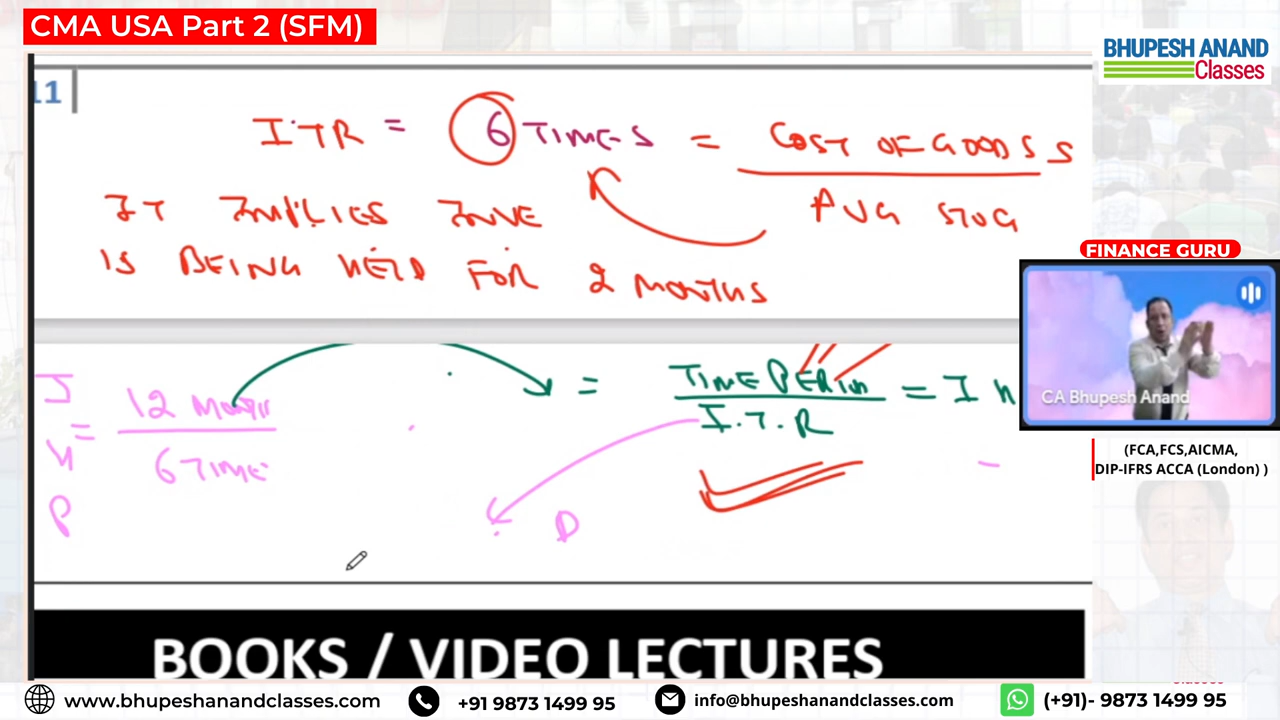 CMA USA Part 2 (SFM)
BHUPESH ANAND
Classes
11
ITR = 6 TIMES = COST OF GOODS S
AVG STOG
IT IMPLIES INVE
IS BEING HELD FOR 2 MONTHS
FINANCE GURU
CA Bhupesh Anand
(FCA,FCS,AICMA,
DIP-IFRS ACCA (London) )
I
H
P
= 12 MONTH
6 TIME
= TIME PERIOD = I H
I.T.R
P
BOOKS / VIDEO LECTURES
www.bhupeshanandclasses.com
+91 9873 1499 95
info@bhupeshanandclasses.com
(+91)- 9873 1499 95